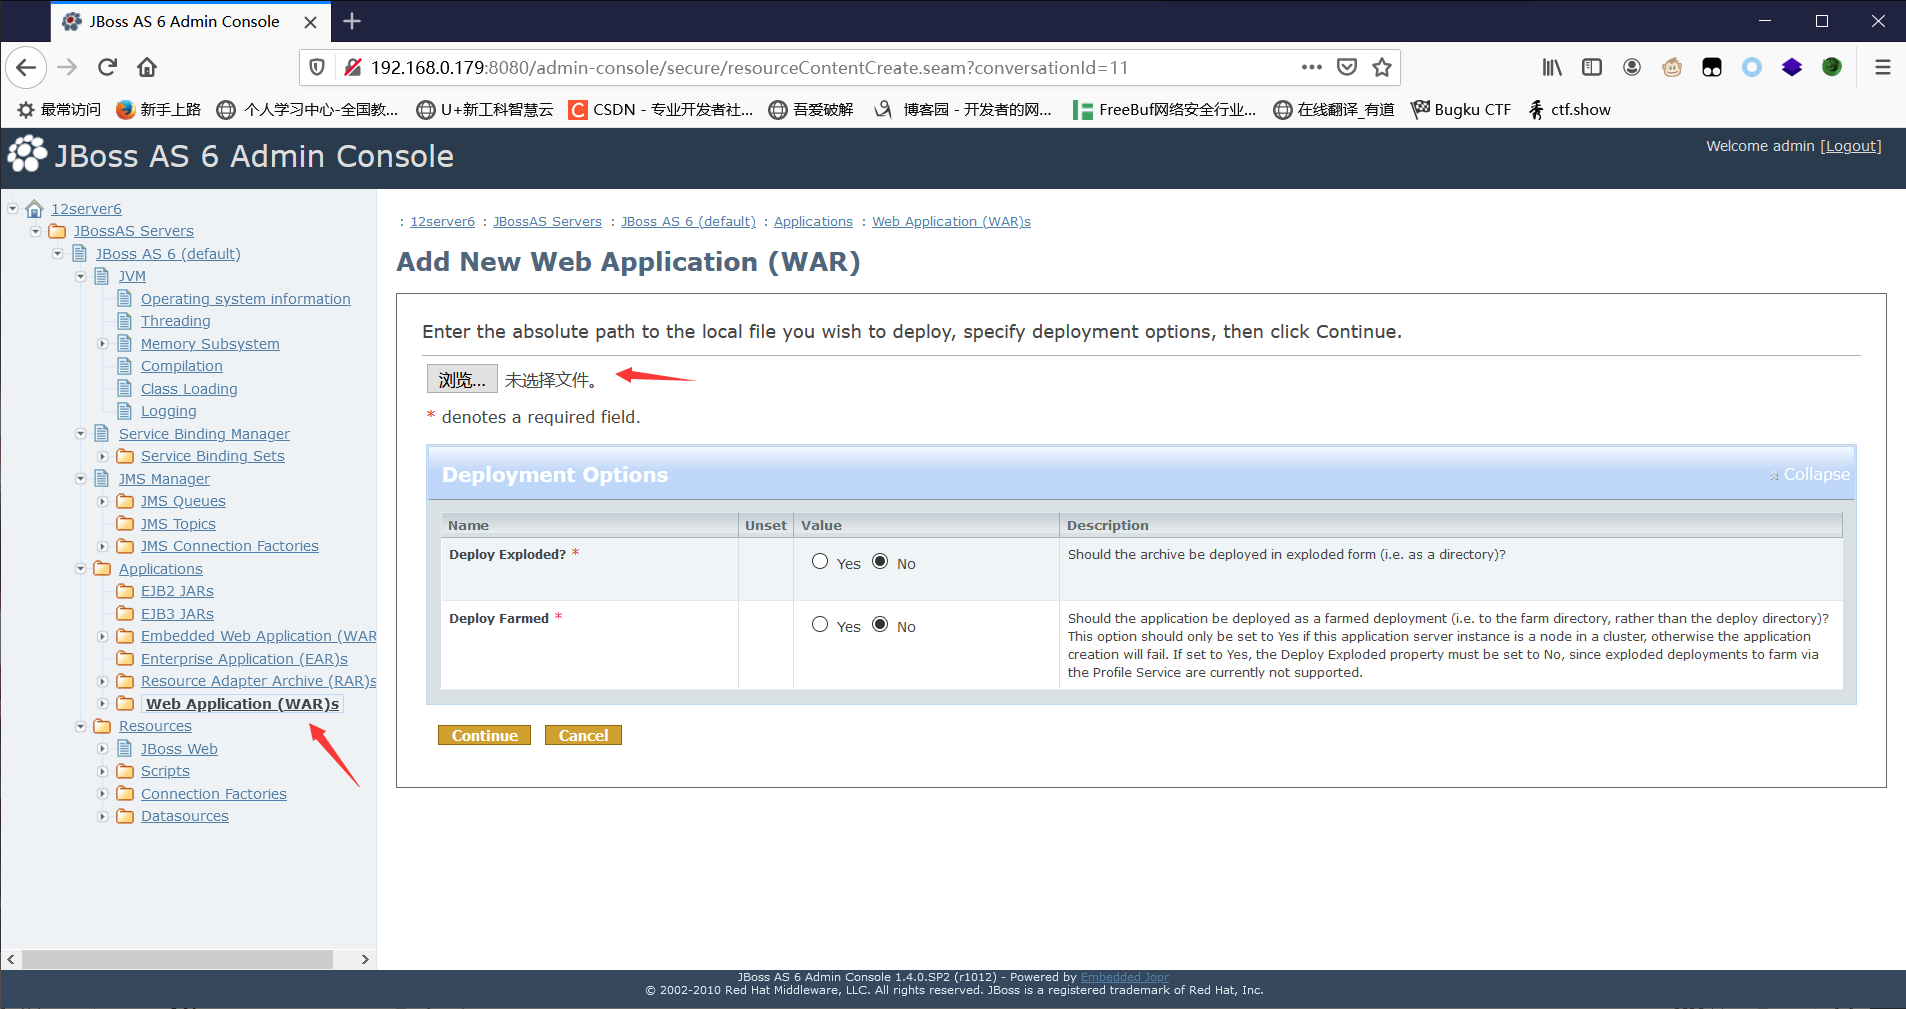 JBoss AS 6 Admin Console
192.168.0.179:8080/admin-console/secure/resourceContentCreate.seam?conversationId=11
最常访问 新手上路 个人学习中心-全国教... U+新工科智慧云 CSDN - 专业开发者社... 吾爱破解 博客园 - 开发者的网... FreeBuf网络安全行业... 在线翻译_有道 Bugku CTF ctf.show
JBoss AS 6 Admin Console
Welcome admin [Logout]
12server6
JBossAS Servers
JBoss AS 6 (default)
JVM
Operating system information
Threading
Memory Subsystem
Compilation
Class Loading
Logging
Service Binding Manager
Service Binding Sets
JMS Manager
JMS Queues
JMS Topics
JMS Connection Factories
Applications
EJB2 JARs
EJB3 JARs
Embedded Web Application (WAR
Enterprise Application (EAR)s
Resource Adapter Archive (RAR)s
Web Application (WAR)s
Resources
JBoss Web
Scripts
Connection Factories
Datasources
: 12server6 : JBossAS Servers : JBoss AS 6 (default) : Applications : Web Application (WAR)s
Add New Web Application (WAR)
Enter the absolute path to the local file you wish to deploy, specify deployment options, then click Continue.
浏览... 未选择文件。
* denotes a required field.
Deployment Options
Collapse
Name Unset Value Description
Deploy Exploded? * Yes No Should the archive be deployed in exploded form (i.e. as a directory)?
Deploy Farmed * Yes No Should the application be deployed as a farmed deployment (i.e. to the farm directory, rather than the deploy directory)?
This option should only be set to Yes if this application server instance is a node in a cluster, otherwise the application
creation will fail. If set to Yes, the Deploy Exploded property must be set to No, since exploded deployments to farm via
the Profile Service are currently not supported.
Continue Cancel
JBoss AS 6 Admin Console 1.4.0.SP2 (r1012) - Powered by Embedded Jopr
© 2002-2010 Red Hat Middleware, LLC. All rights reserved. JBoss is a registered trademark of Red Hat, Inc.